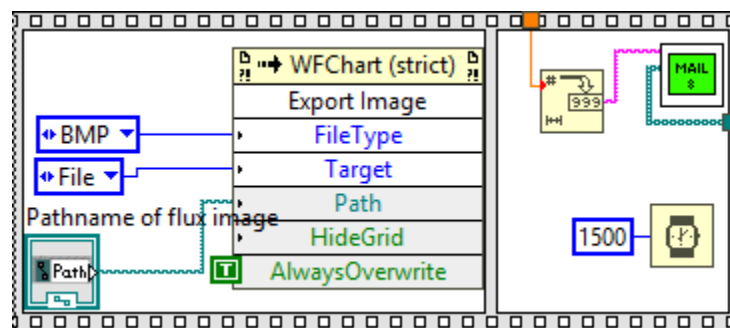 WFChart (strict)
Export Image
BMP
FileType
File
Target
Pathname of flux image
Path
HideGrid
Path
T
AlwaysOverwrite
#
999
MAIL
1500